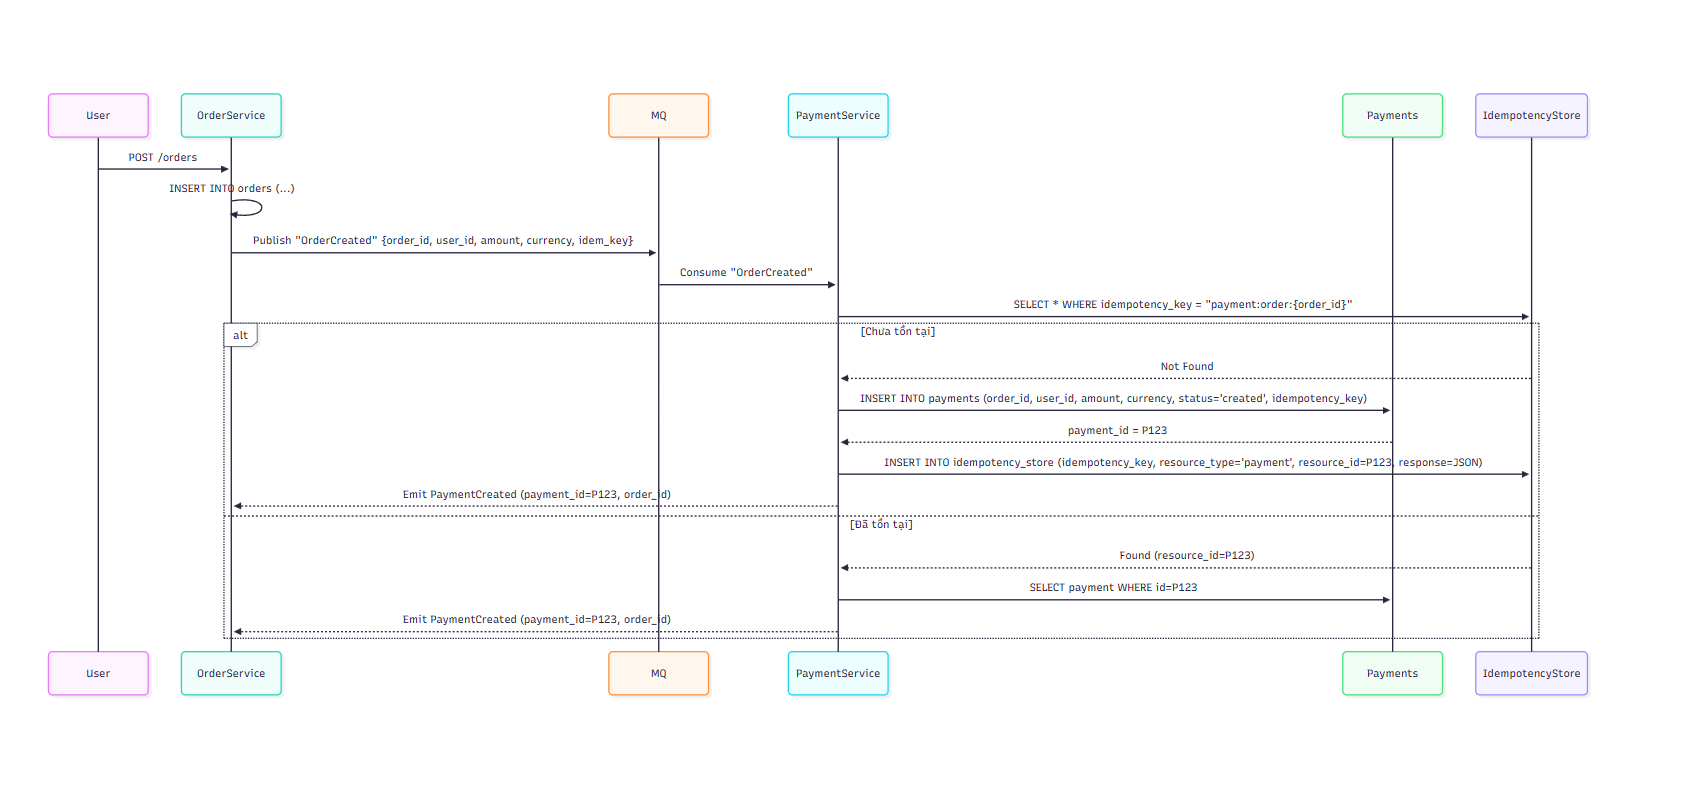 User
OrderService
MQ
PaymentService
Payments
IdempotencyStore
POST /orders
INSERT INTO orders (...)
Publish "OrderCreated" {order_id, user_id, amount, currency, idem_key}
Consume "OrderCreated"
SELECT * WHERE idempotency_key = "payment:order:{order_id}"
alt
[Chưa tồn tại]
Not Found
INSERT INTO payments (order_id, user_id, amount, currency, status='created', idempotency_key)
payment_id = P123
INSERT INTO idempotency_store (idempotency_key, resource_type='payment', resource_id=P123, response=JSON)
Emit PaymentCreated (payment_id=P123, order_id)
[Đã tồn tại]
Found (resource_id=P123)
SELECT payment WHERE id=P123
Emit PaymentCreated (payment_id=P123, order_id)
User
OrderService
MQ
PaymentService
Payments
IdempotencyStore